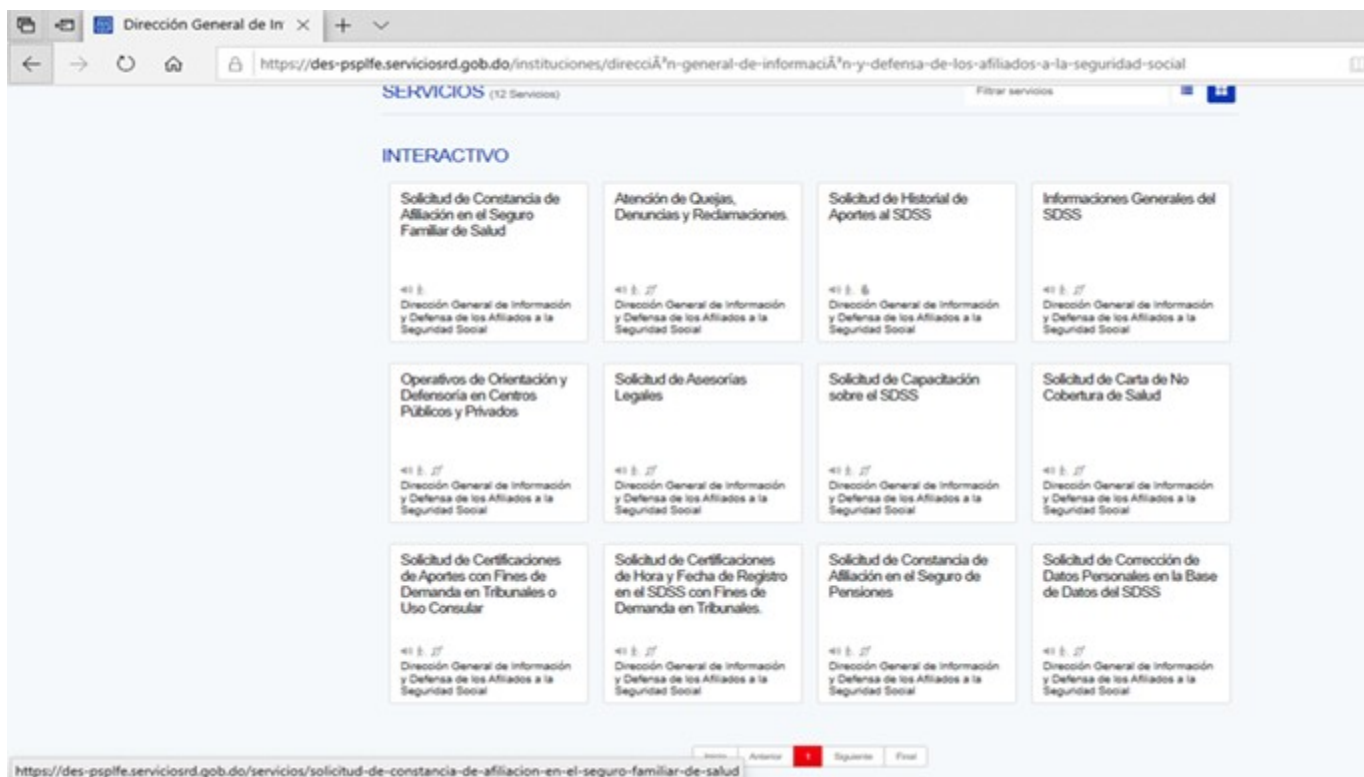 Dirección General de In
https://des-psplfe.serviciosrd.gob.do/instituciones/direcciÃ³n-general-de-informaciÃ³n-y-defensa-de-los-afiliados-a-la-seguridad-social
SERVICIOS (12 Servicios)
Filtrar servicios
INTERACTIVO
Solicitud de Constancia de
Afiliación en el Seguro
Familiar de Salud
Dirección General de Información
y Defensa de los Afiliados a la
Seguridad Social
Atención de Quejas,
Denuncias y Reclamaciones.
Dirección General de Información
y Defensa de los Afiliados a la
Seguridad Social
Solicitud de Historial de
Aportes al SDSS
Dirección General de Información
y Defensa de los Afiliados a la
Seguridad Social
Informaciones Generales del
SDSS
Dirección General de Información
y Defensa de los Afiliados a la
Seguridad Social
Operativos de Orientación y
Defensoría en Centros
Públicos y Privados
Dirección General de Información
y Defensa de los Afiliados a la
Seguridad Social
Solicitud de Asesorías
Legales
Dirección General de Información
y Defensa de los Afiliados a la
Seguridad Social
Solicitud de Capacitación
sobre el SDSS
Dirección General de Información
y Defensa de los Afiliados a la
Seguridad Social
Solicitud de Carta de No
Cobertura de Salud
Dirección General de Información
y Defensa de los Afiliados a la
Seguridad Social
Solicitud de Certificaciones
de Aportes con Fines de
Demanda en Tribunales o
Uso Consular
Dirección General de Información
y Defensa de los Afiliados a la
Seguridad Social
Solicitud de Certificaciones
de Hora y Fecha de Registro
en el SDSS con Fines de
Demanda en Tribunales.
Dirección General de Información
y Defensa de los Afiliados a la
Seguridad Social
Solicitud de Constancia de
Afiliación en el Seguro de
Pensiones
Dirección General de Información
y Defensa de los Afiliados a la
Seguridad Social
Solicitud de Corrección de
Datos Personales en la Base
de Datos del SDSS
Dirección General de Información
y Defensa de los Afiliados a la
Seguridad Social
Inicio Anterior 1 Siguiente Final
https://des-psplfe.serviciosrd.gob.do/servicios/solicitud-de-constancia-de-afiliacion-en-el-seguro-familiar-de-salud